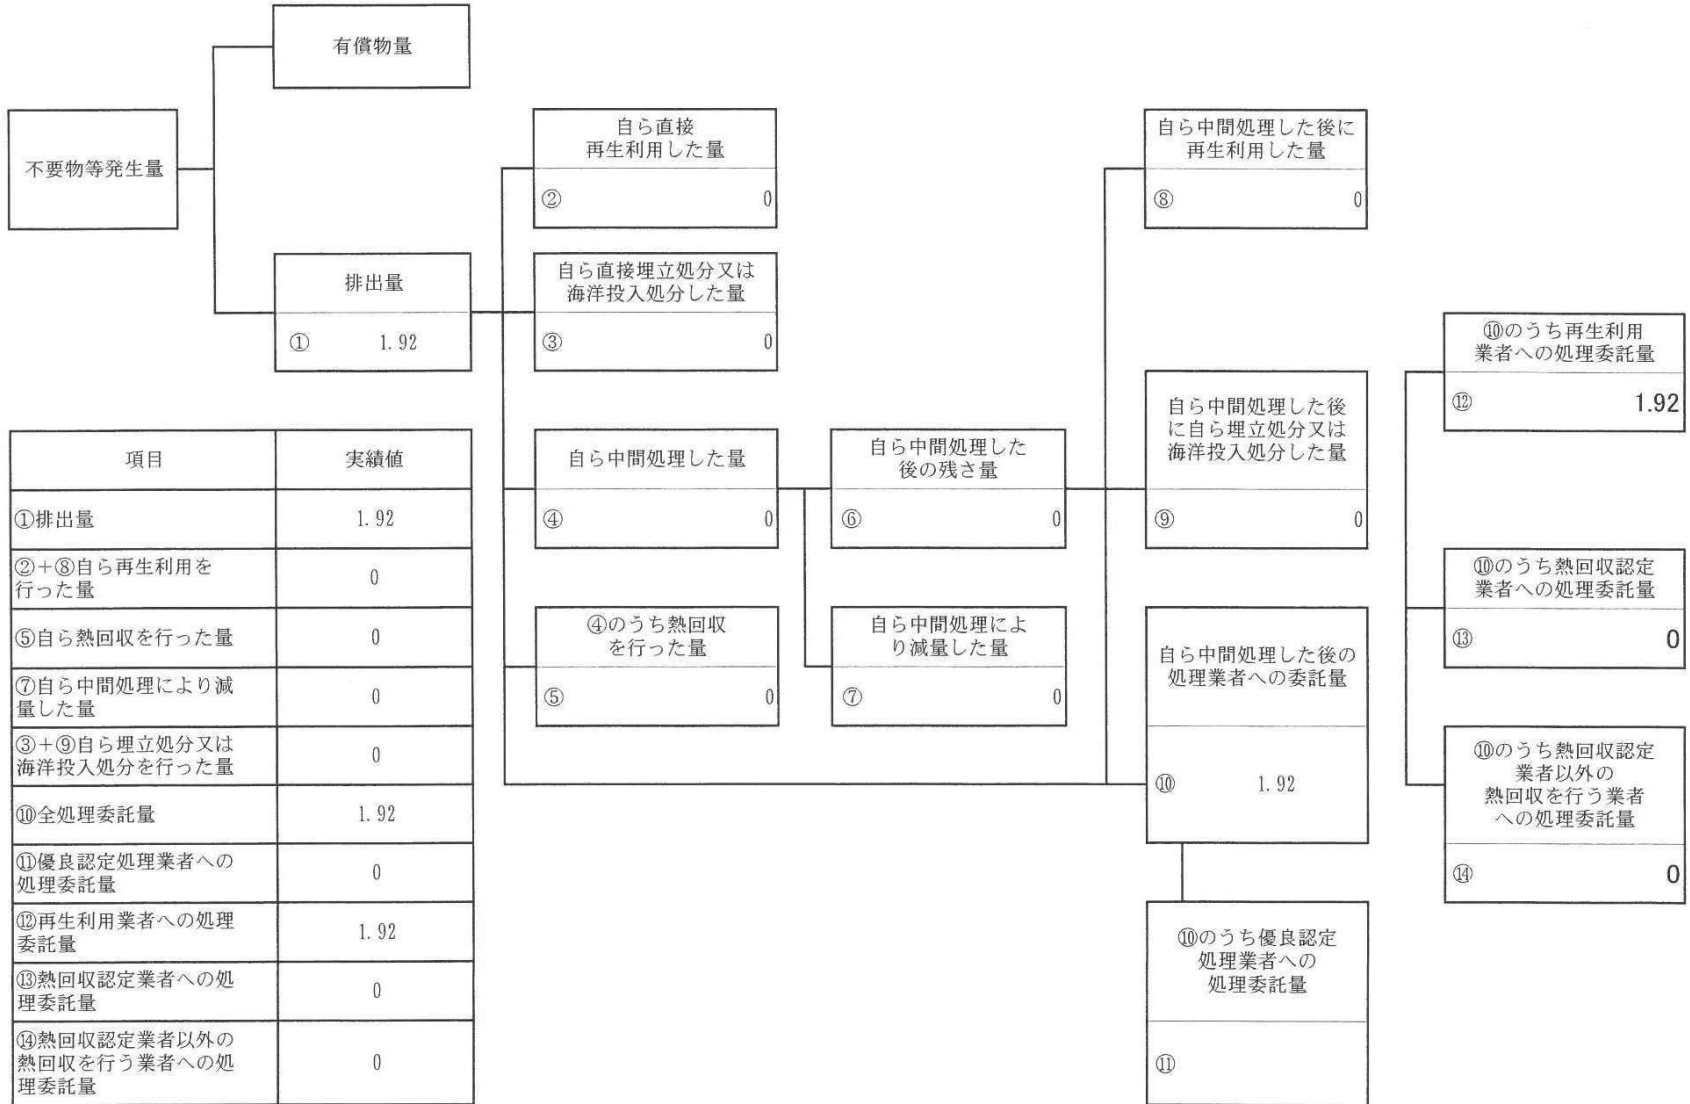 有償物量
不要物等発生量
排出量
① 1.92
自ら直接
再生利用した量
② 0
自ら直接埋立処分又は
海洋投入処分した量
③ 0
自ら中間処理した量
④ 0
④のうち熱回収
を行った量
⑤ 0
自ら中間処理した
後の残さ量
⑥ 0
自ら中間処理によ
り減量した量
⑦ 0
自ら中間処理した後に
再生利用した量
⑧ 0
自ら中間処理した後
に自ら埋立処分又は
海洋投入処分した量
⑨ 0
自ら中間処理した後の
処理業者への委託量
⑩ 1.92
⑩のうち優良認定
処理業者への
処理委託量
⑪
⑩のうち再生利用
業者への処理委託量
⑫ 1.92
⑩のうち熱回収認定
業者への処理委託量
⑬ 0
⑩のうち熱回収認定
業者以外の
熱回収を行う業者
への処理委託量
⑭ 0
項目 実績値
①排出量 1.92
②+⑧自ら再生利用を
行った量 0
⑤自ら熱回収を行った量 0
⑦自ら中間処理により減
量した量 0
③+⑨自ら埋立処分又は
海洋投入処分を行った量 0
⑩全処理委託量 1.92
⑪優良認定処理業者への
処理委託量 0
⑫再生利用業者への処理
委託量 1.92
⑬熱回収認定業者への処
理委託量 0
⑭熱回収認定業者以外の
熱回収を行う業者への処
理委託量 0